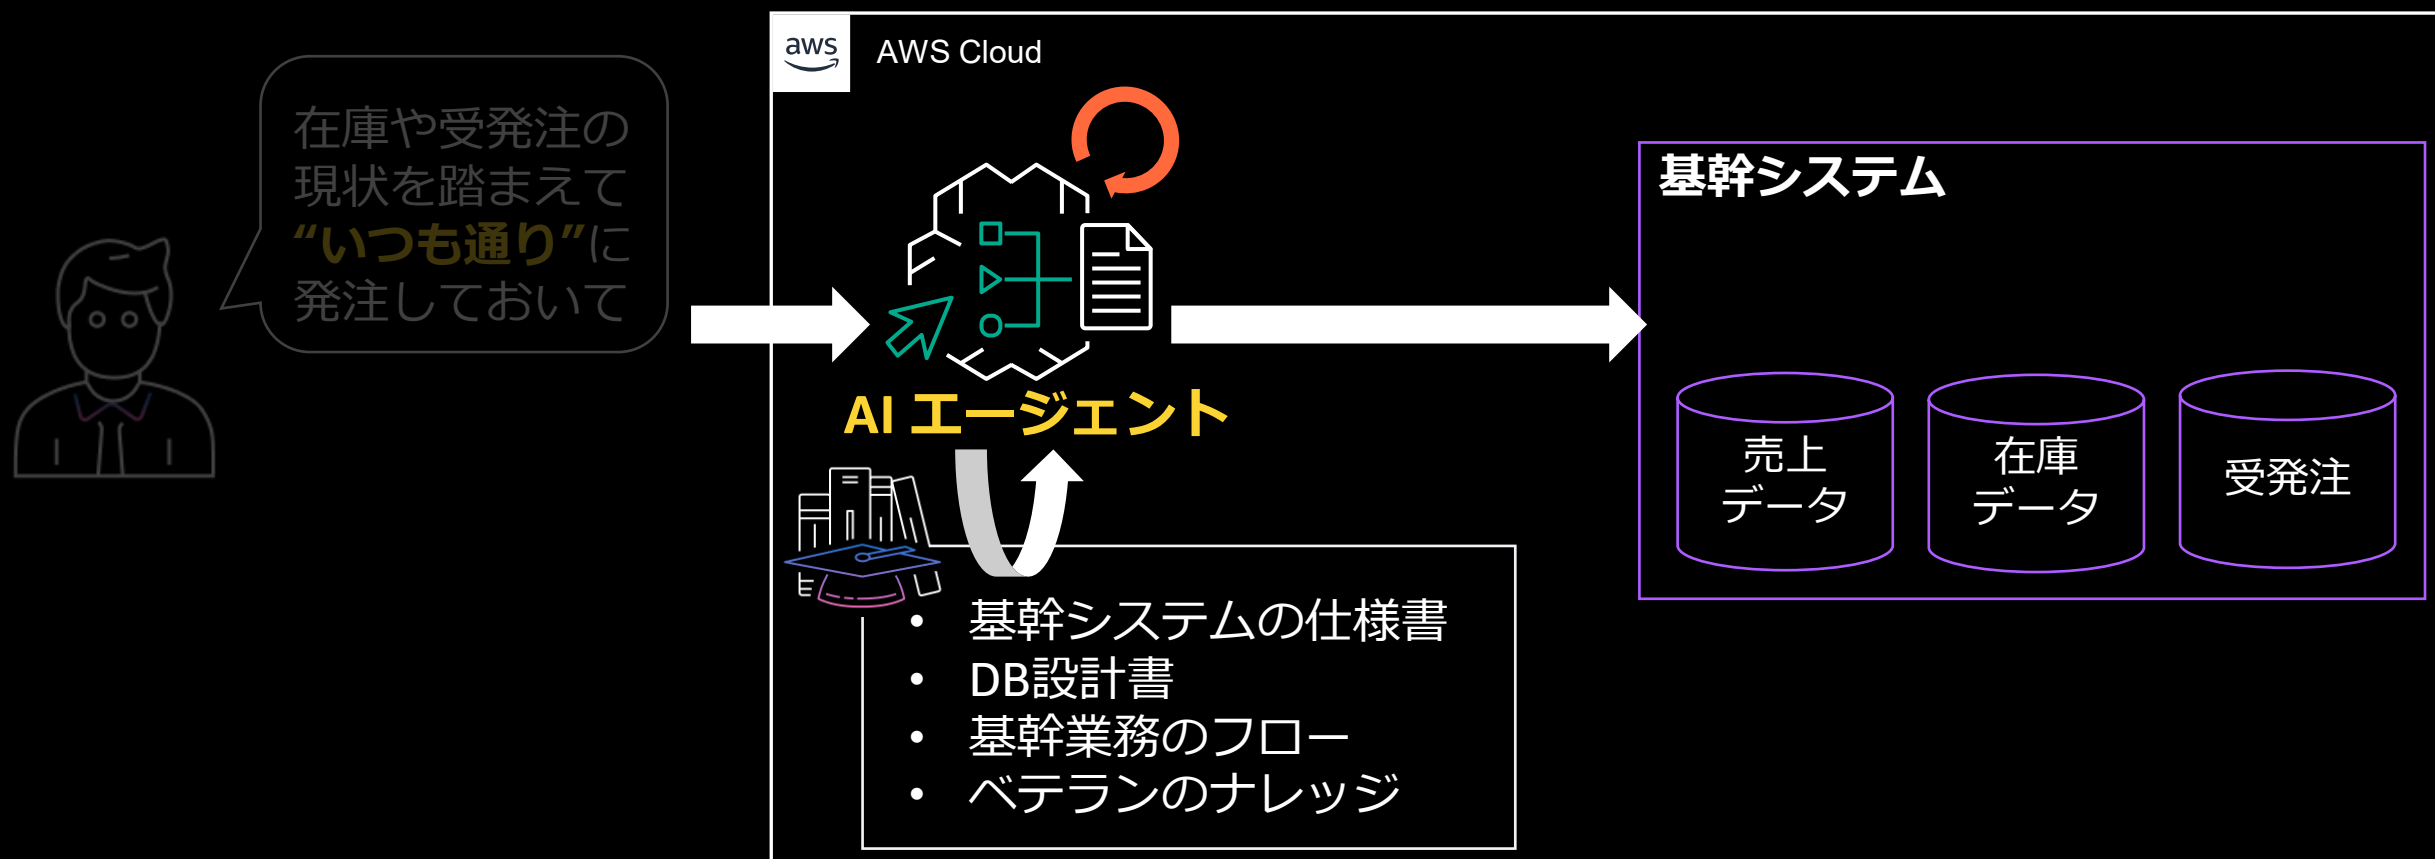 aws
AWS Cloud
在庫や受発注の
現状を踏まえて
“いつも通り”に
発注しておいて
AI エージェント
• 基幹システムの仕様書
• DB設計書
• 基幹業務のフロー
• ベテランのナレッジ
基幹システム
売上
データ
在庫
データ
受発注